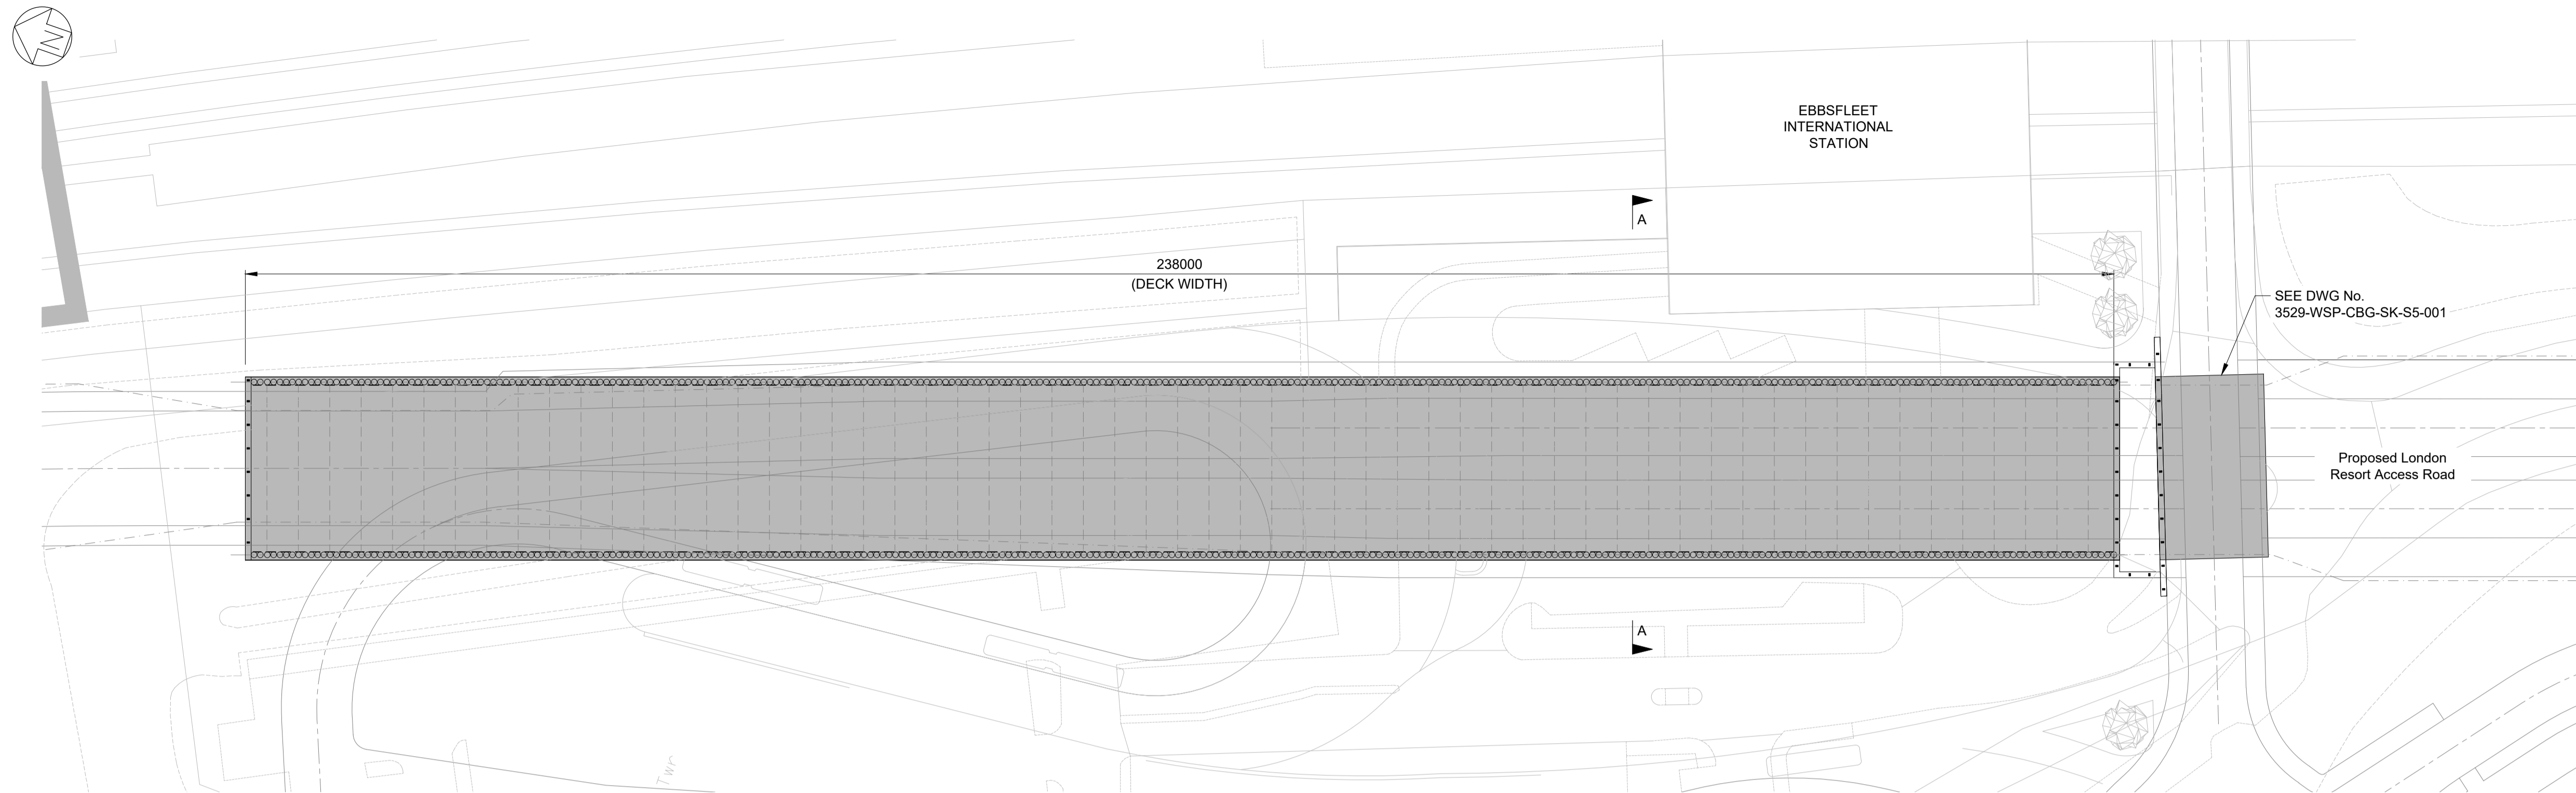 N
EBBSFLEET
INTERNATIONAL
STATION
A
238000
(DECK WIDTH)
SEE DWG No.
3529-WSP-CBG-SK-S5-001
Proposed London
Resort Access Road
A
Twr